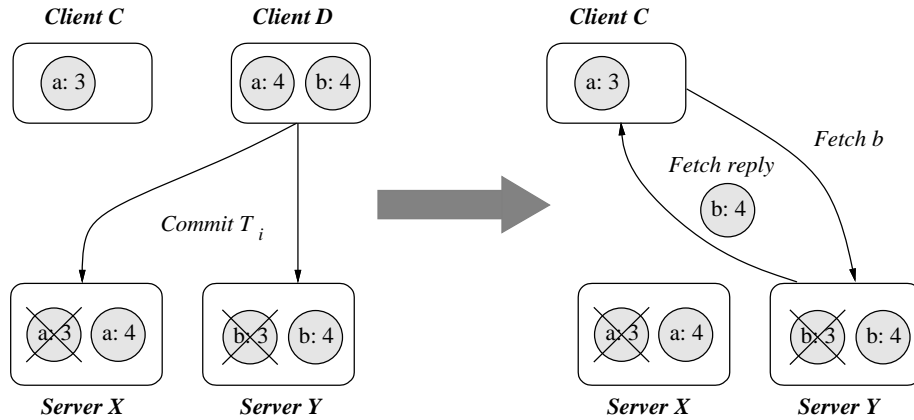 Client C
Client D
Client C
a: 3
a: 4
b: 4
a: 3
Fetch b
Fetch reply
b: 4
Commit T i
a: 3
a: 4
b: 3
b: 4
a: 3
a: 4
b: 3
b: 4
Server X
Server Y
Server X
Server Y